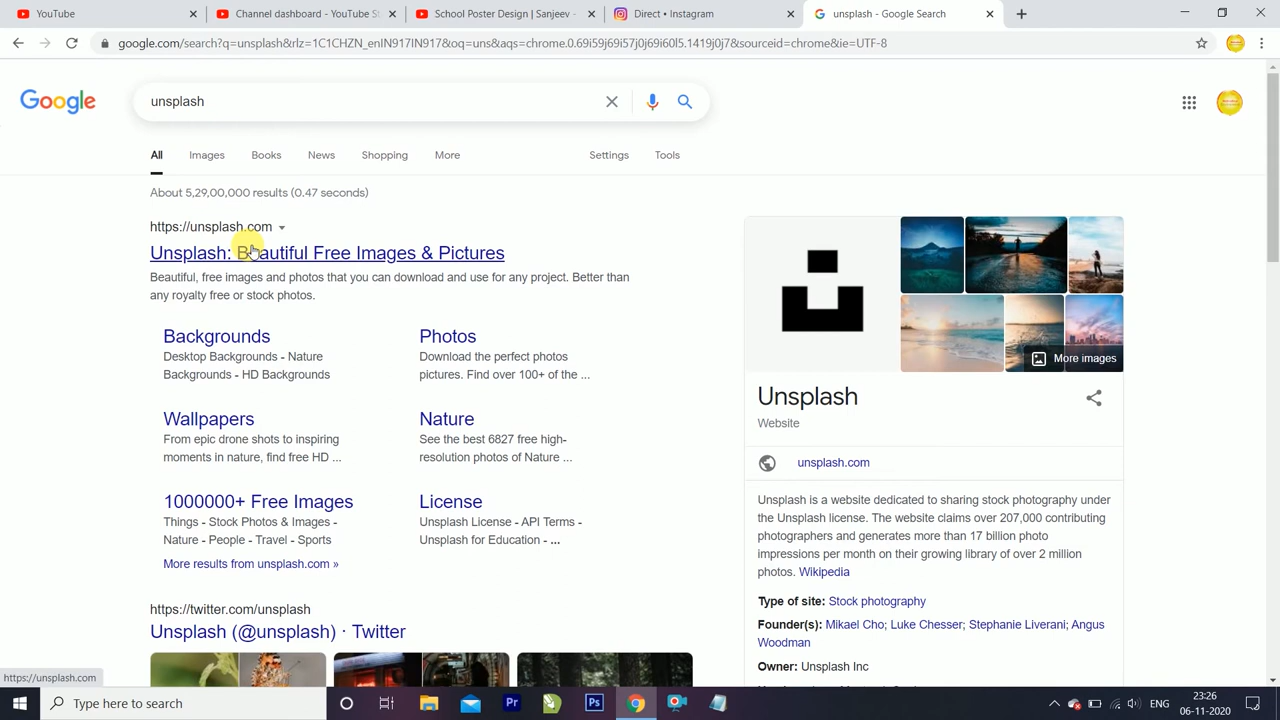 YouTube
Channel dashboard - YouTube St
School Poster Design | Sanjeev -
Direct • Instagram
unsplash - Google Search
google.com/search?q=unsplash&rlz=1C1CHZN_enIN917IN917&oq=uns&aqs=chrome.0.69i59j69i57j0j69i60l5.1419j0j7&sourceid=chrome&ie=UTF-8
Google
unsplash
All
Images
Books
News
Shopping
More
Settings
Tools
About 5,29,00,000 results (0.47 seconds)
https://unsplash.com
Unsplash: Beautiful Free Images & Pictures
Beautiful, free images and photos that you can download and use for any project. Better than
any royalty free or stock photos.
Backgrounds
Desktop Backgrounds - Nature
Backgrounds - HD Backgrounds
Photos
Download the perfect photos
pictures. Find over 100+ of the ...
Wallpapers
From epic drone shots to inspiring
moments in nature, find free HD ...
Nature
See the best 6827 free high-
resolution photos of Nature ...
1000000+ Free Images
Things - Stock Photos & Images -
Nature - People - Travel - Sports
License
Unsplash License - API Terms -
Unsplash for Education - ...
More results from unsplash.com »
https://twitter.com/unsplash
Unsplash (@unsplash) · Twitter
More images
Unsplash
Website
unsplash.com
Unsplash is a website dedicated to sharing stock photography under
the Unsplash license. The website claims over 207,000 contributing
photographers and generates more than 17 billion photo
impressions per month on their growing library of over 2 million
photos. Wikipedia
Type of site: Stock photography
Founder(s): Mikael Cho; Luke Chesser; Stephanie Liverani; Angus
Woodman
Owner: Unsplash Inc
https://unsplash.com
Type here to search
Pr
Ps
ENG
23:26
06-11-2020